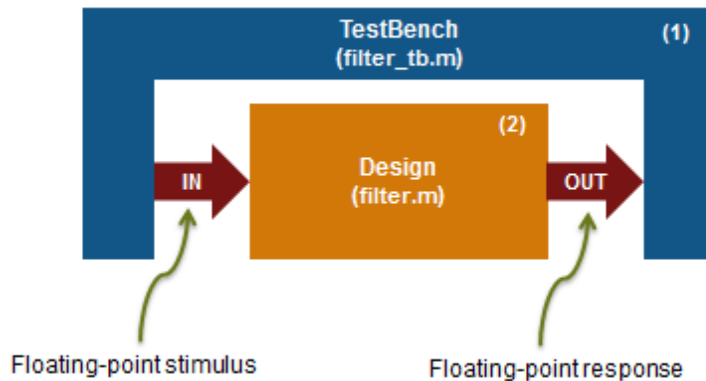 TestBench
(filter_tb.m)
(1)
(2)
Design
(filter.m)
IN
OUT
Floating-point stimulus
Floating-point response